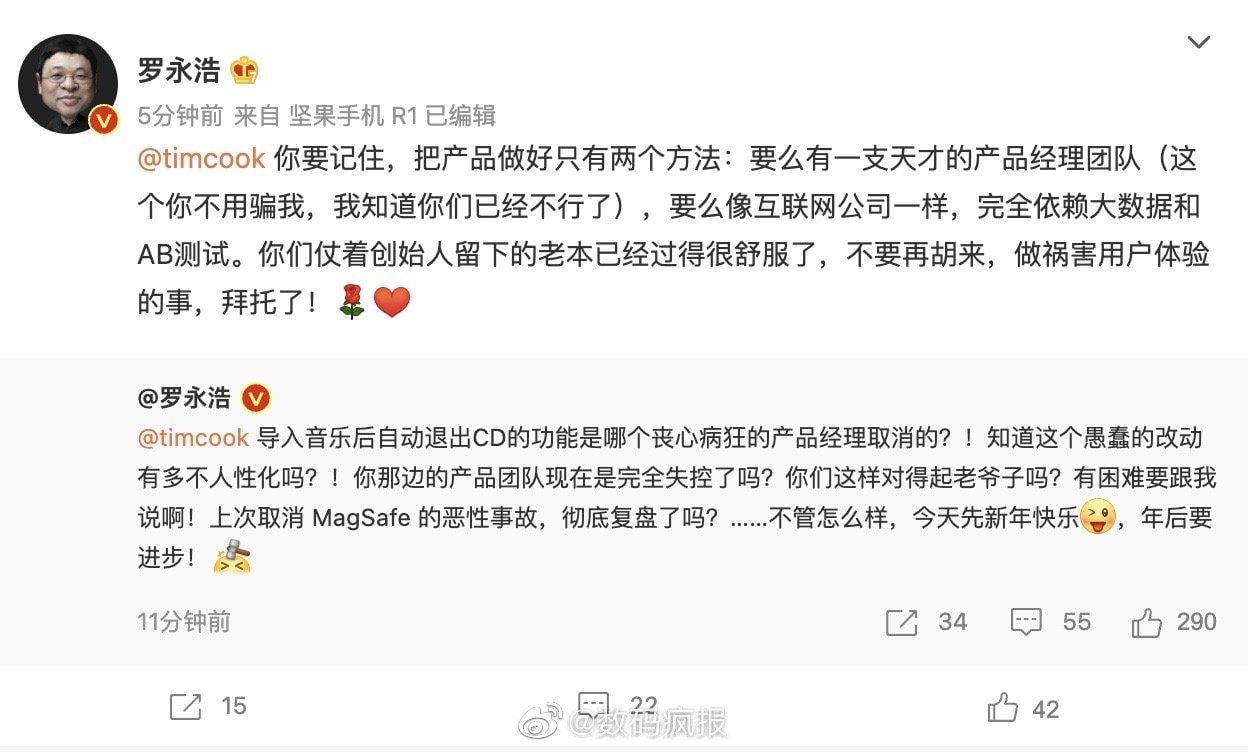 罗永浩
5分钟前 来自 坚果手机 R1 已编辑
@timcook 你要记住，把产品做好只有两个方法：要么有一支天才的产品经理团队（这
个你不用骗我，我知道你们已经不行了），要么像互联网公司一样，完全依赖大数据和
AB测试。你们仗着创始人留下的老本已经过得很舒服了，不要再胡来，做祸害用户体验
的事，拜托了！
@罗永浩
@timcook 导入音乐后自动退出CD的功能是哪个丧心病狂的产品经理取消的？！知道这个愚蠢的改动
有多不人性化吗？！你那边的产品团队现在是完全失控了吗？你们这样对得起老爷子吗？有困难要跟我
说啊！上次取消 MagSafe 的恶性事故，彻底复盘了吗？……不管怎么样，今天先新年快乐，年后要
进步！
11分钟前 34 55 290
15 22 42
@数码疯报